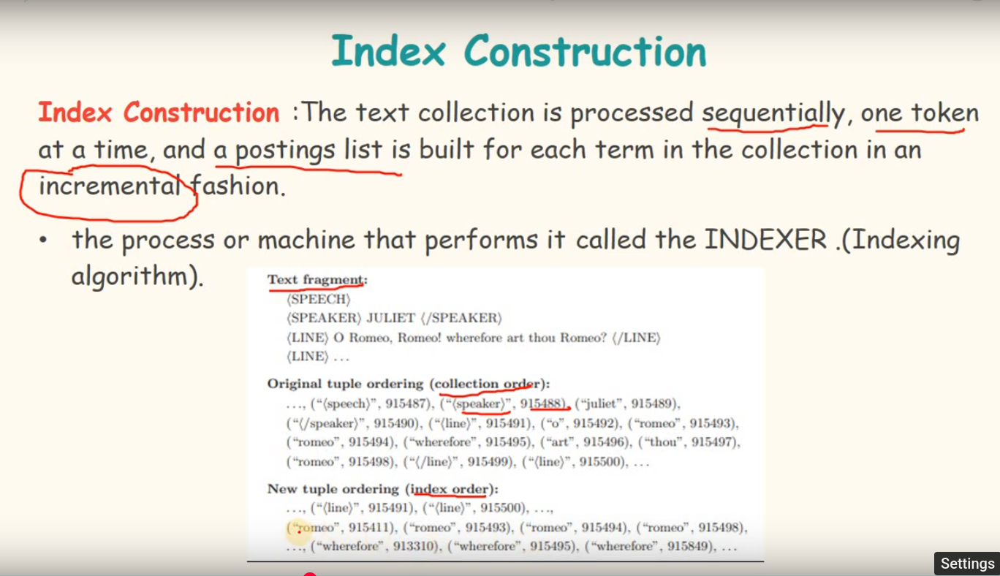 Index Construction
Index Construction :The text collection is processed sequentially, one token
at a time, and a postings list is built for each term in the collection in an
incremental fashion.
• the process or machine that performs it called the INDEXER .(Indexing
algorithm).
Text fragment:
⟨SPEECH⟩
⟨SPEAKER⟩ JULIET ⟨/SPEAKER⟩
⟨LINE⟩ O Romeo, Romeo! wherefore art thou Romeo? ⟨/LINE⟩
⟨LINE⟩ ...
Original tuple ordering (collection order):
..., (“⟨speech⟩”, 915487), (“⟨speaker⟩”, 915488), (“juliet”, 915489),
(“⟨/speaker⟩”, 915490), (“⟨line⟩”, 915491), (“o”, 915492), (“romeo”, 915493),
(“romeo”, 915494), (“wherefore”, 915495), (“art”, 915496), (“thou”, 915497),
(“romeo”, 915498), (“⟨/line⟩”, 915499), (“⟨line⟩”, 915500), ...
New tuple ordering (index order):
..., (“⟨line⟩”, 915491), (“⟨line⟩”, 915500), ...,
(“romeo”, 915411), (“romeo”, 915493), (“romeo”, 915494), (“romeo”, 915498),
..., (“wherefore”, 913310), (“wherefore”, 915495), (“wherefore”, 915849), ...
Settings